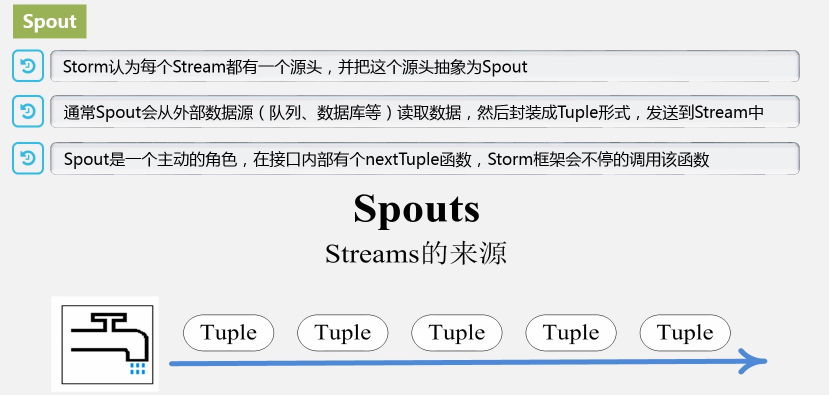 Spout
Storm认为每个Stream都有一个源头，并把这个源头抽象为Spout
通常Spout会从外部数据源（队列、数据库等）读取数据，然后封装成Tuple形式，发送到Stream中
Spout是一个主动的角色，在接口内部有个nextTuple函数，Storm框架会不停的调用该函数
Spouts
Streams的来源
Tuple Tuple Tuple Tuple Tuple